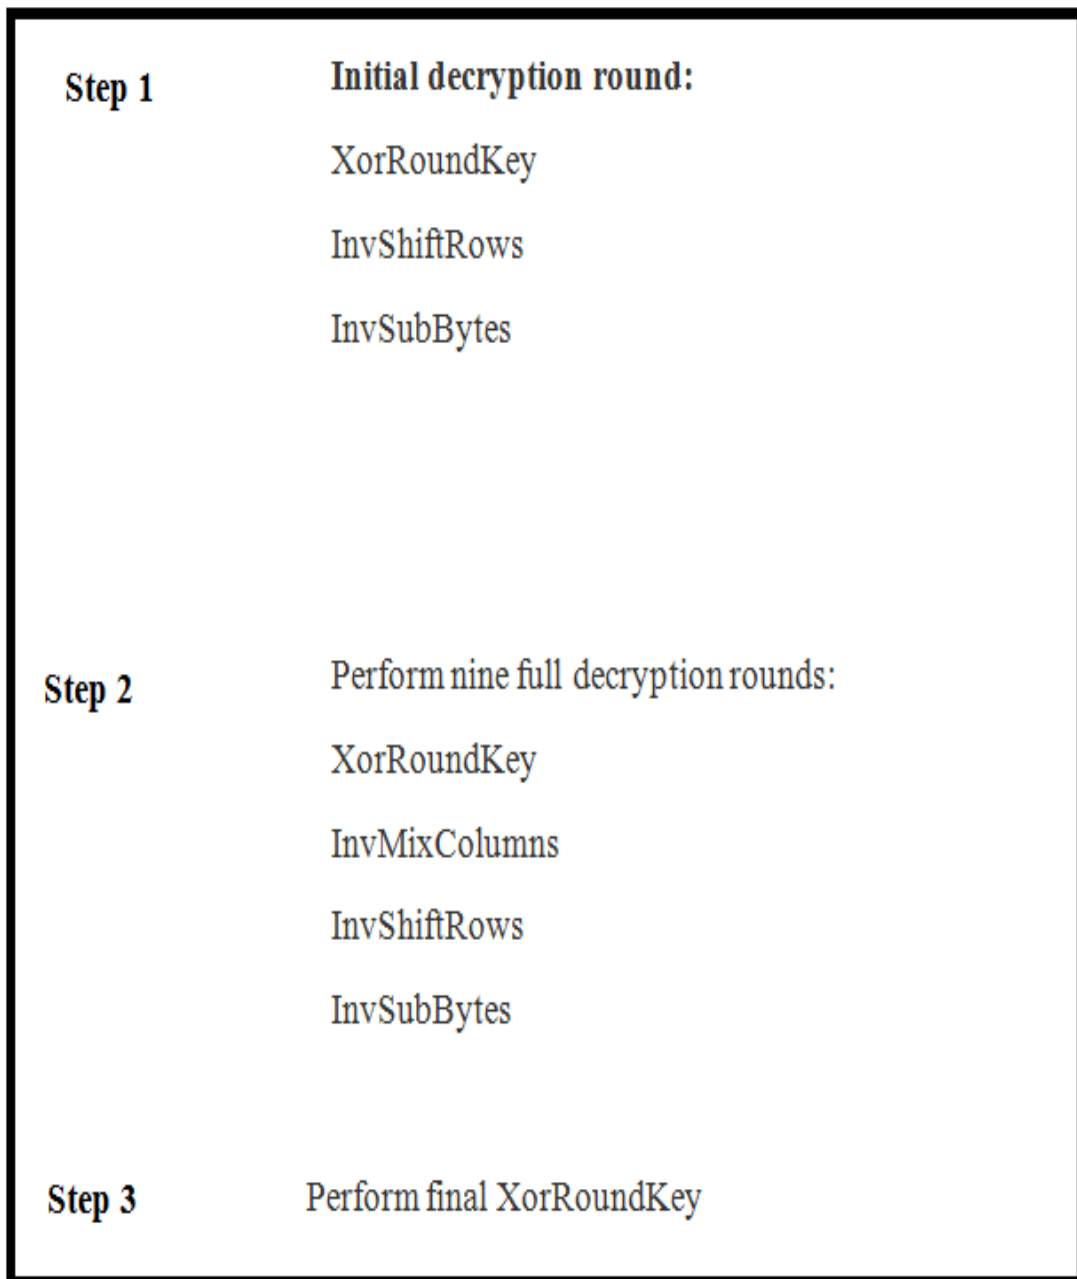 Step 1 Initial decryption round:
XorRoundKey
InvShiftRows
InvSubBytes
Step 2 Perform nine full decryption rounds:
XorRoundKey
InvMixColumns
InvShiftRows
InvSubBytes
Step 3 Perform final XorRoundKey